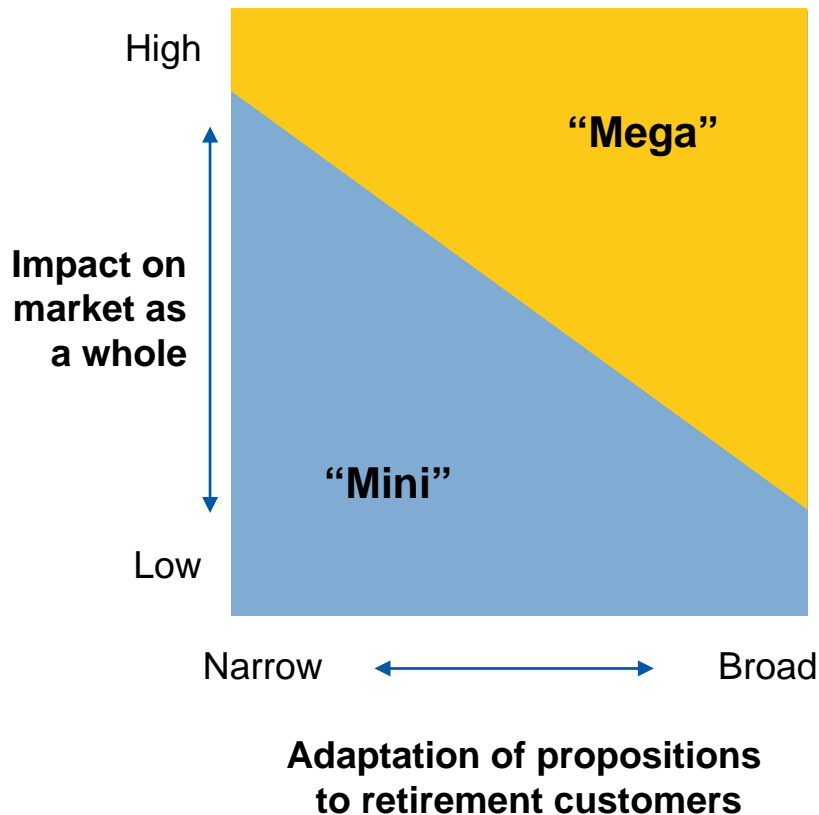 High
“Mega”
Impact on
market as
a whole
“Mini”
Low
Narrow
Broad
Adaptation of propositions
to retirement customers